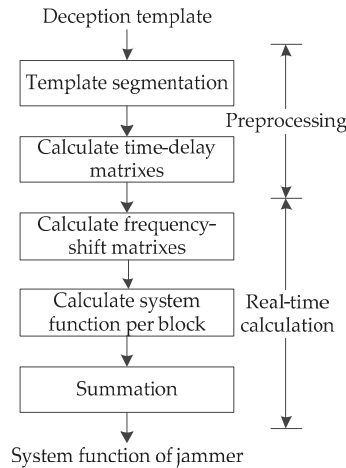 Deception template
Template segmentation
Preprocessing
Calculate time-delay
matrixes
Calculate frequency-
shift matrixes
Calculate system
function per block
Real-time
calculation
Summation
System function of jammer